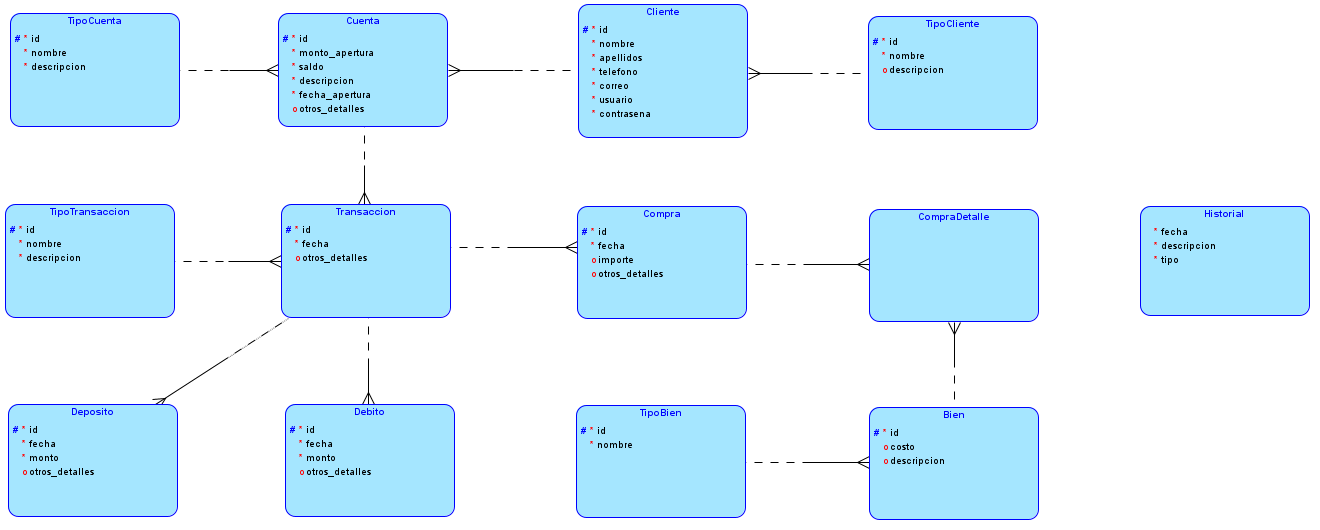 TipoCuenta
# * id
* nombre
* descripcion
Cuenta
# * id
* monto_apertura
* saldo
* descripcion
* fecha_apertura
o otros_detalles
Cliente
# * id
* nombre
* apellidos
* telefono
* correo
* usuario
* contrasena
TipoCliente
# * id
* nombre
o descripcion
TipoTransaccion
# * id
* nombre
* descripcion
Transaccion
# * id
* fecha
o otros_detalles
Compra
# * id
* fecha
o importe
o otros_detalles
CompraDetalle
Historial
* fecha
* descripcion
* tipo
Deposito
# * id
* fecha
* monto
o otros_detalles
Debito
# * id
* fecha
* monto
o otros_detalles
TipoBien
# * id
* nombre
Bien
# * id
o costo
o descripcion